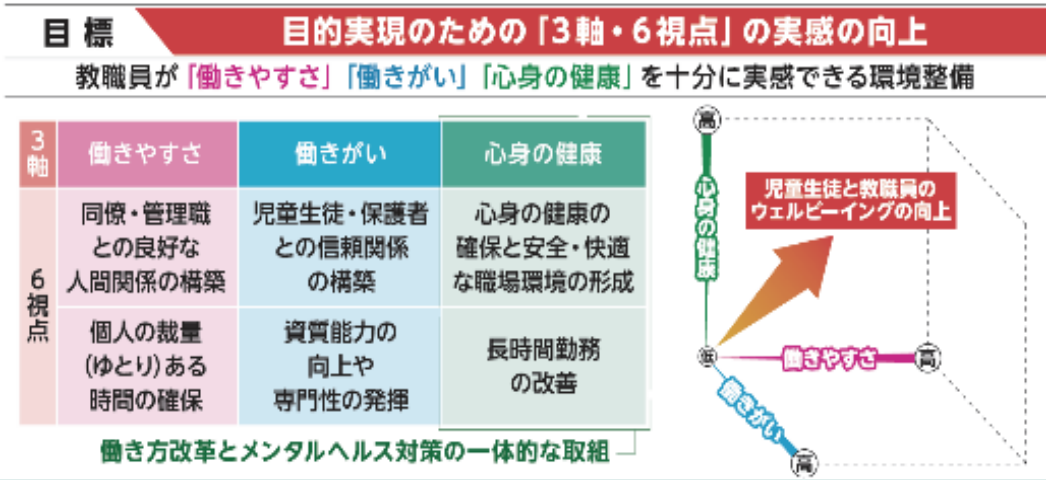 目標
目的実現のための「3軸・6視点」の実感の向上
教職員が「働きやすさ」「働きがい」「心身の健康」を十分に実感できる環境整備
3軸
働きやすさ
働きがい
心身の健康
6視点
同僚・管理職
との良好な
人間関係の構築
児童生徒・保護者
との信頼関係
の構築
心身の健康の
確保と安全・快適
な職場環境の形成
個人の裁量
(ゆとり)ある
時間の確保
資質能力の
向上や
専門性の発揮
長時間勤務
の改善
働き方改革とメンタルヘルス対策の一体的な取組
高
心身の健康
児童生徒と教職員の
ウェルビーイングの向上
低
働きやすさ
高
働きがい
高